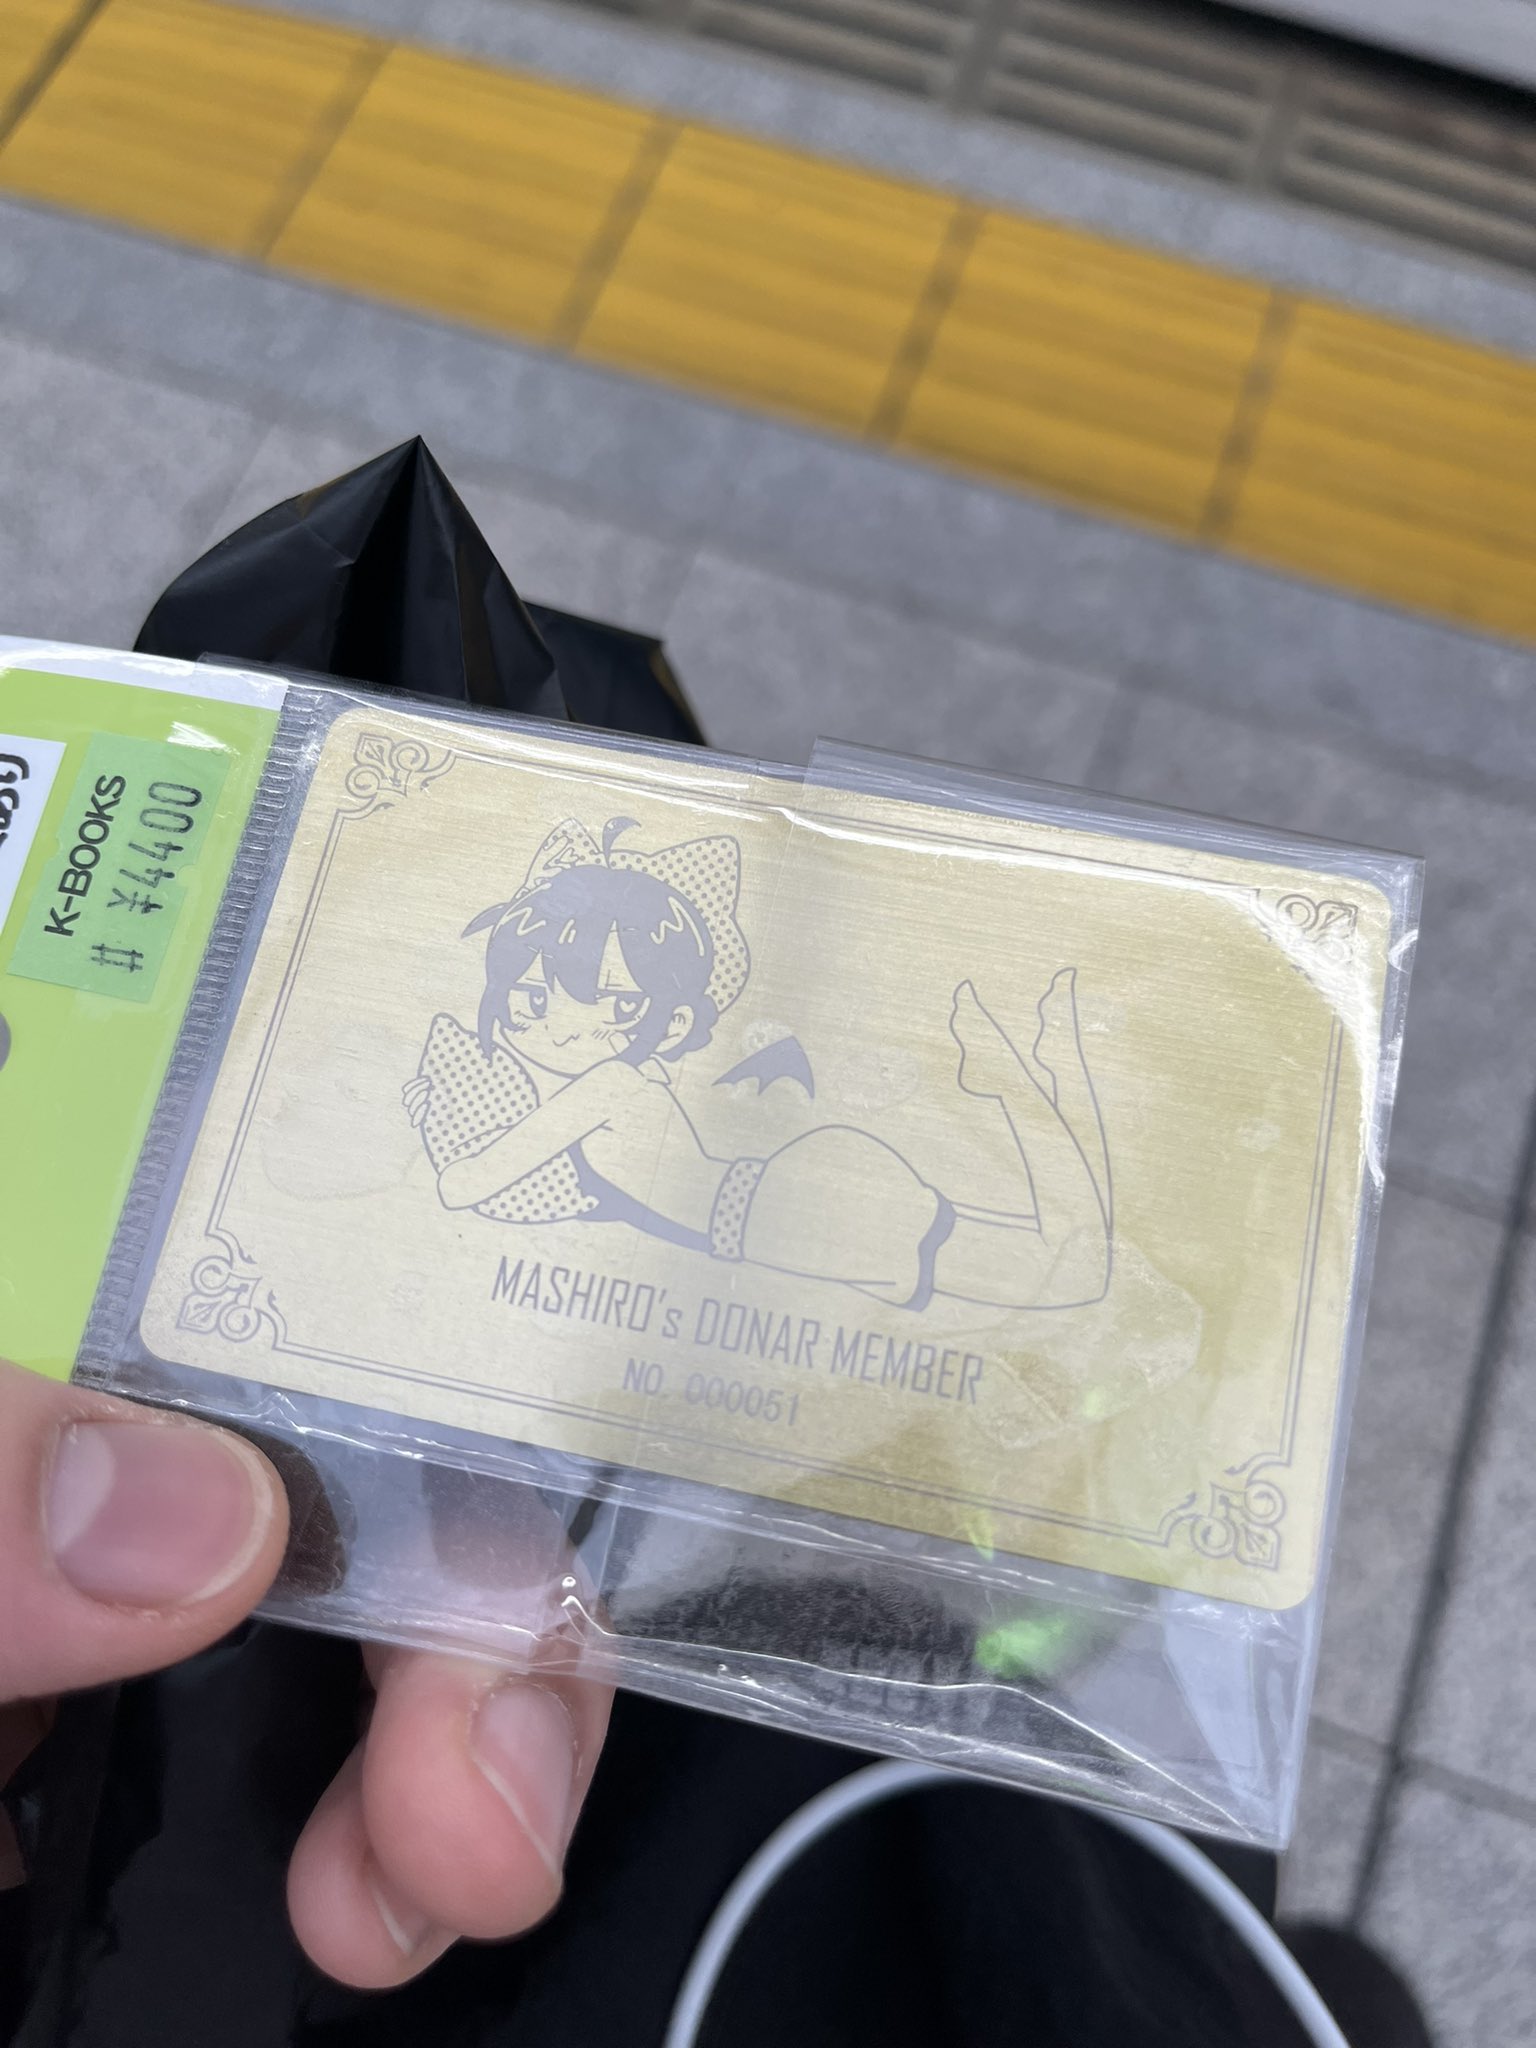 K-BOOKS
# ¥4400
MASHIRO's DONAR MEMBER
NO. 000051